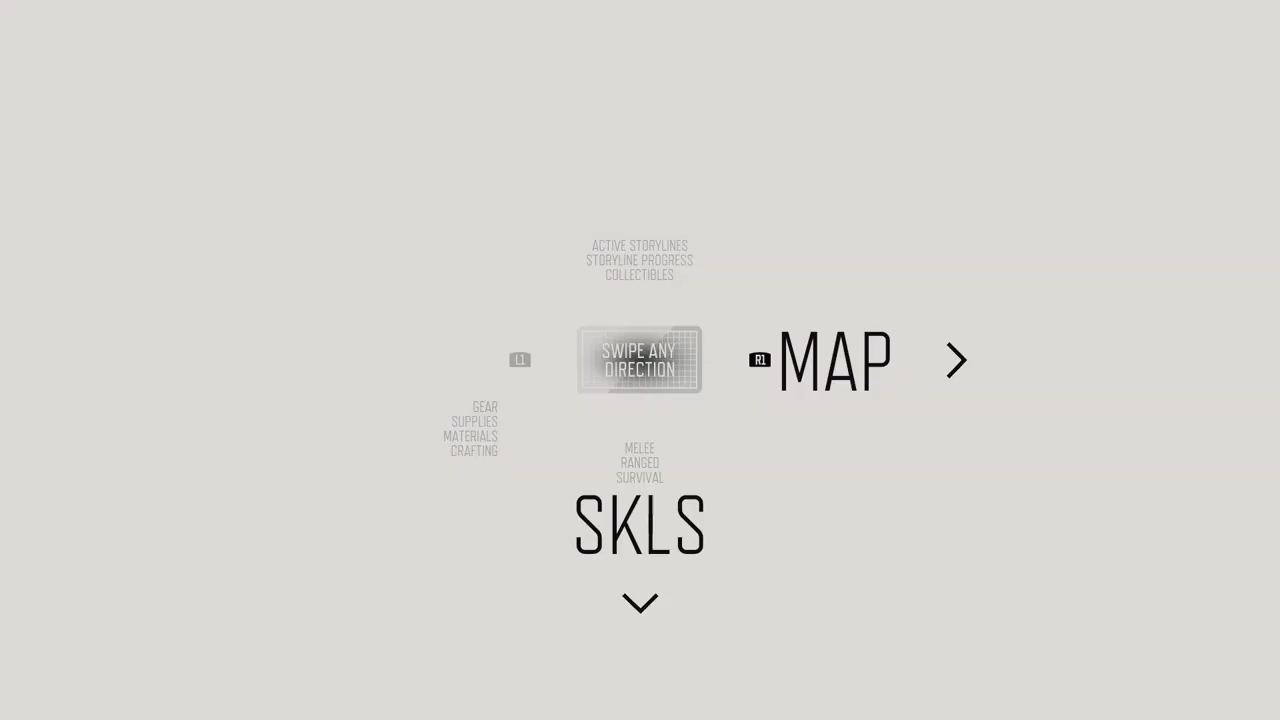 ACTIVE STORYLINES
STORYLINE PROGRESS
COLLECTIBLES
L1
SWIPE ANY
DIRECTION
R1 MAP
GEAR
SUPPLIES
MATERIALS
CRAFTING
MELEE
RANGED
SURVIVAL
SKLS